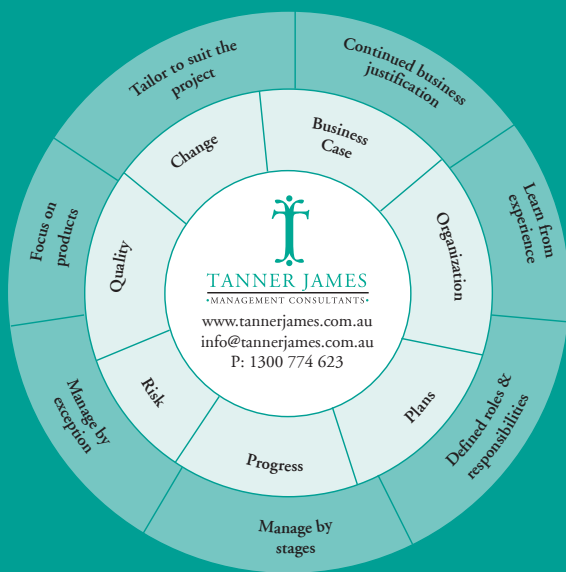 Continued business
justification
Learn from
experience
Defined roles &
responsibilities
Manage by
stages
Manage by
exception
Focus on
products
Tailor to suit the
project
Business
Case
Organization
Plans
Progress
Risk
Quality
Change
TANNER JAMES
•MANAGEMENT CONSULTANTS•
www.tannerjames.com.au
info@tannerjames.com.au
P: 1300 774 623